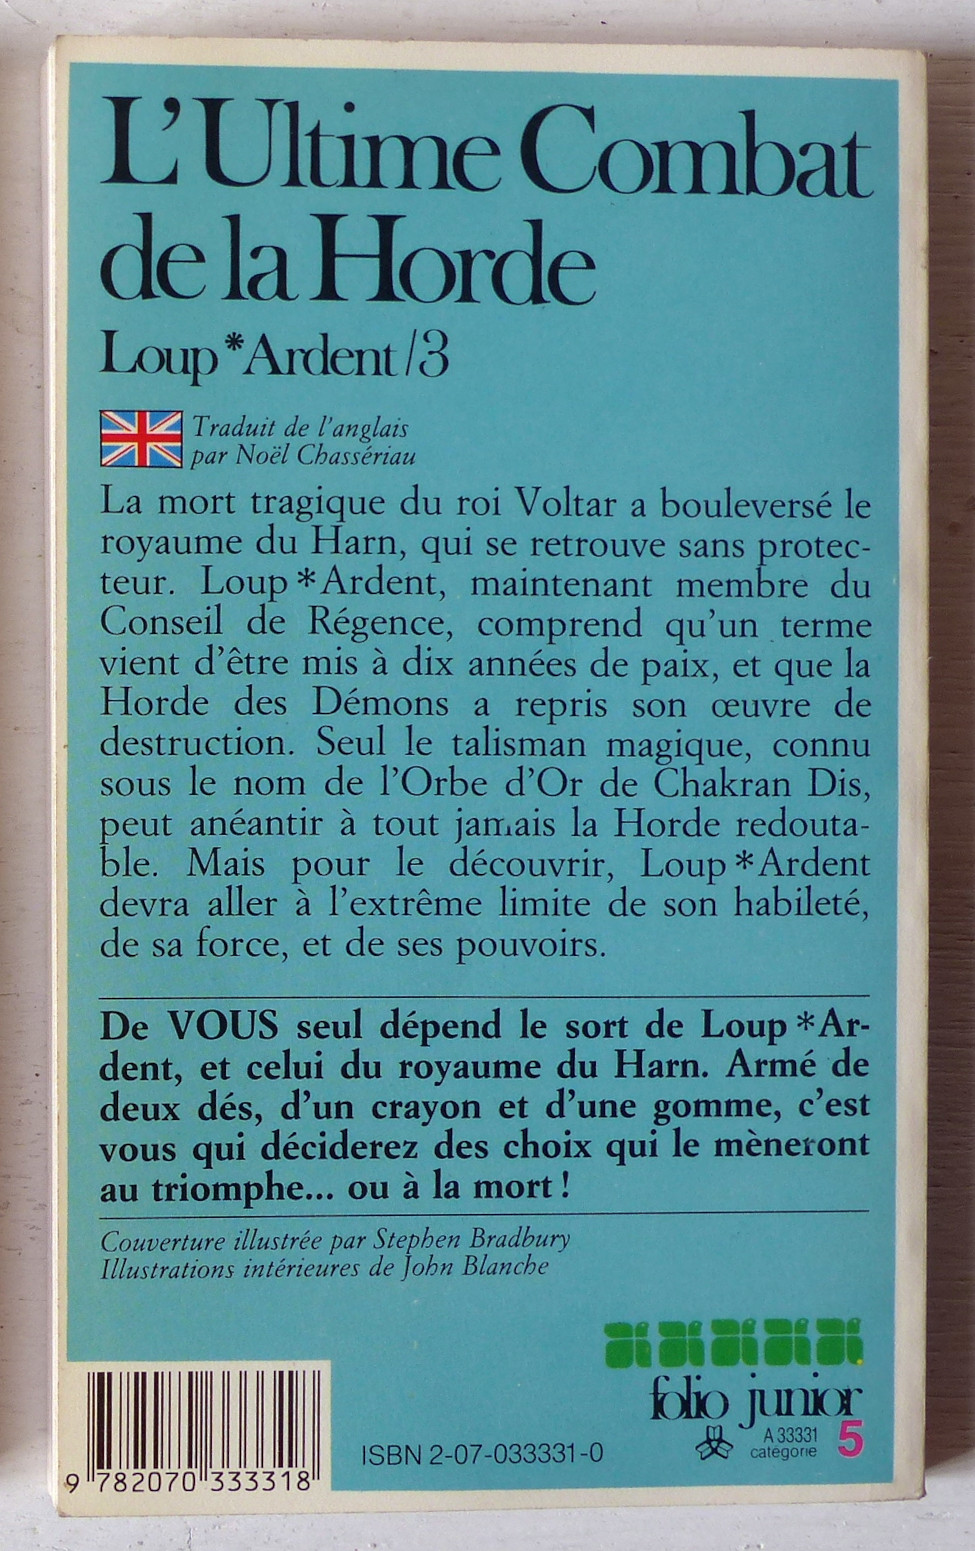 L'Ultime Combat
de la Horde
Loup*Ardent/3
Traduit de l'anglais
par Noël Chassériau
La mort tragique du roi Voltar a bouleversé le
royaume du Harn, qui se retrouve sans protec-
teur. Loup*Ardent, maintenant membre du
Conseil de Régence, comprend qu'un terme
vient d'être mis à dix années de paix, et que la
Horde des Démons a repris son œuvre de
destruction. Seul le talisman magique, connu
sous le nom de l'Orbe d'Or de Chakran Dis,
peut anéantir à tout jamais la Horde redouta-
ble. Mais pour le découvrir, Loup*Ardent
devra aller à l'extrême limite de son habileté,
de sa force, et de ses pouvoirs.
De VOUS seul dépend le sort de Loup*Ar-
dent, et celui du royaume du Harn. Armé de
deux dés, d'un crayon et d'une gomme, c'est
vous qui déciderez des choix qui le mèneront
au triomphe... ou à la mort !
Couverture illustrée par Stephen Bradbury
Illustrations intérieures de John Blanche
folio junior
A 33331
catégorie 5
ISBN 2-07-033331-0
9 782070 333318